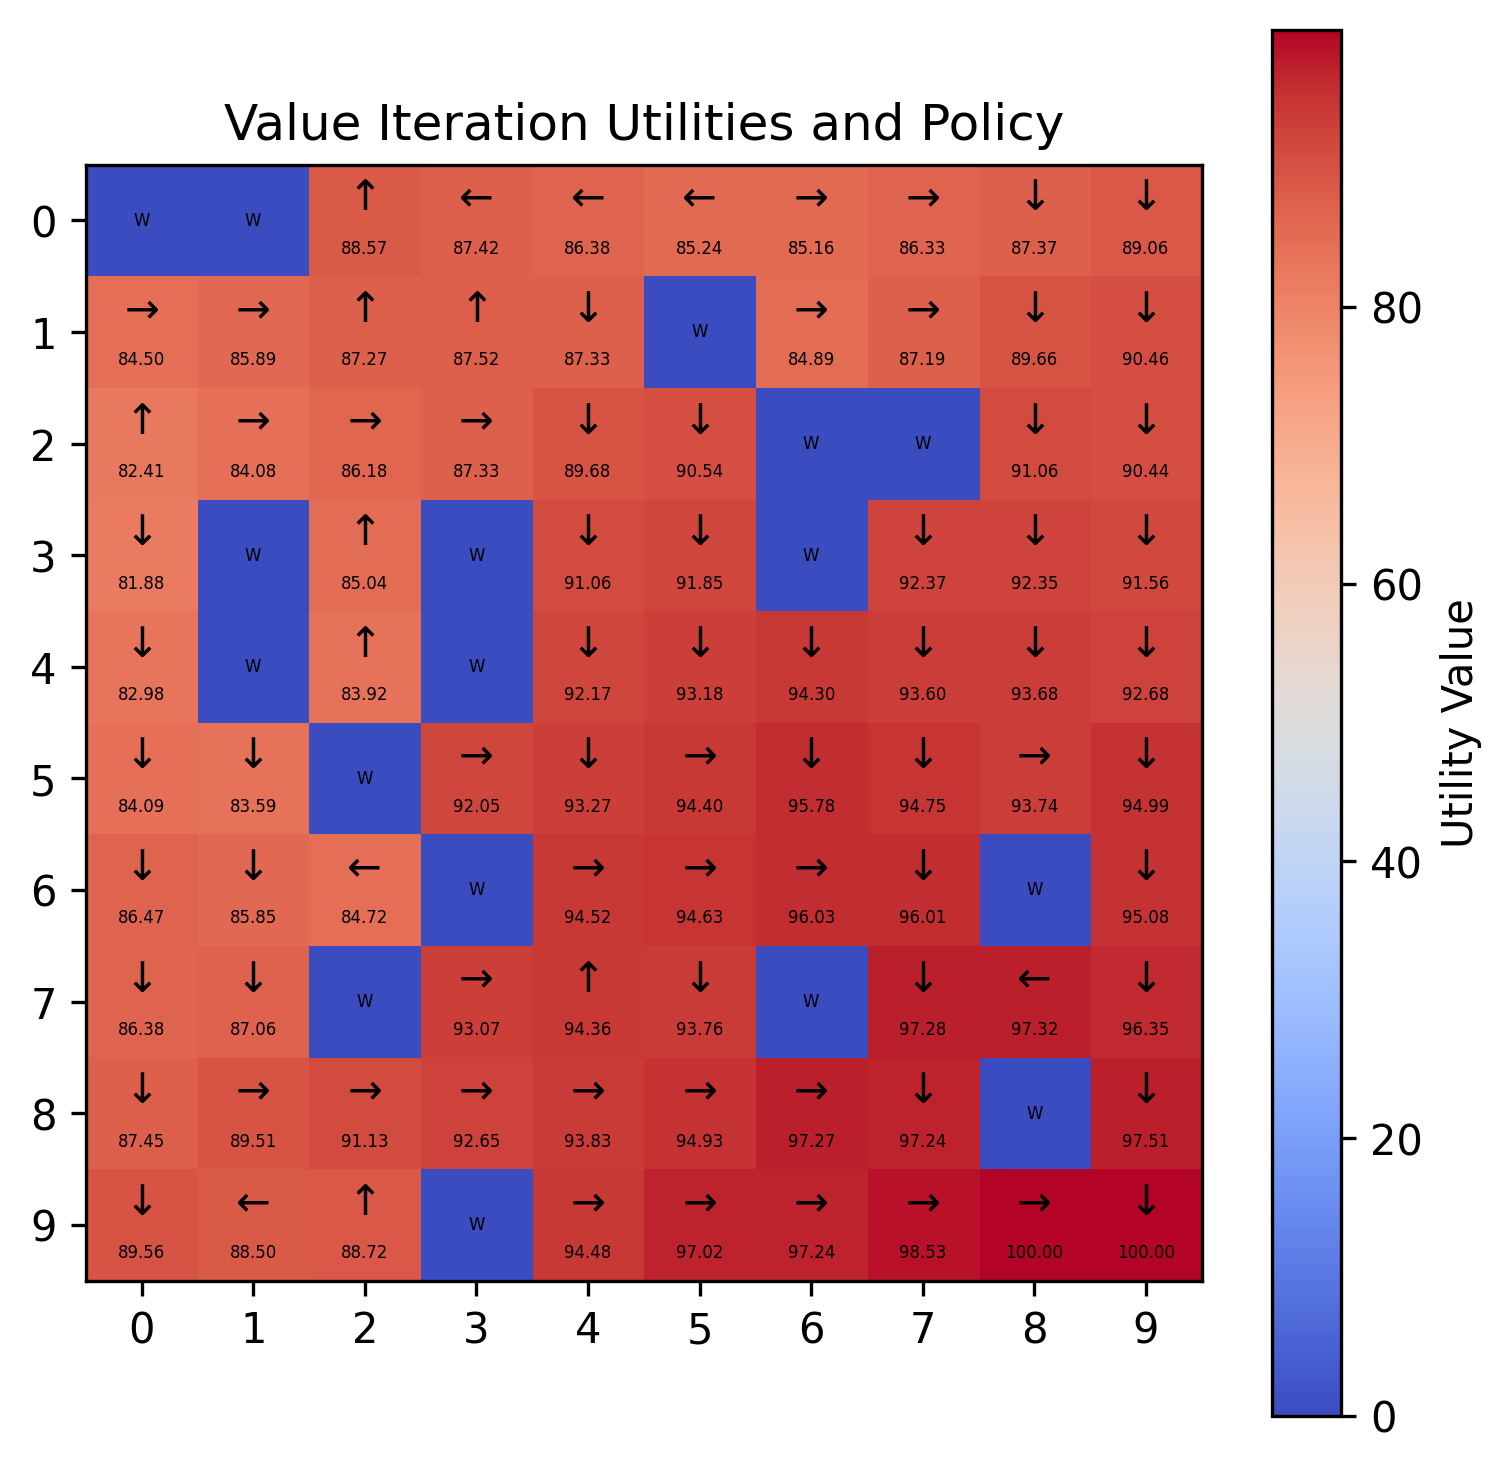 Value Iteration Utilities and Policy
0 W W ↑ ← ← ← → → ↓ ↓
88.57 87.42 86.38 85.24 85.16 86.33 87.37 89.06
1 → → ↑ ↑ ↓ W → → ↓ ↓
84.50 85.89 87.27 87.52 87.33 84.89 87.19 89.66 90.46
2 ↑ → → → ↓ ↓ W W ↓ ↓
82.41 84.08 86.18 87.33 89.68 90.54 91.06 90.44
3 ↓ W ↑ W ↓ ↓ W ↓ ↓ ↓
81.88 85.04 91.06 91.85 92.37 92.35 91.56
4 ↓ W ↑ W ↓ ↓ ↓ ↓ ↓ ↓
82.98 83.92 92.17 93.18 94.30 93.60 93.68 92.68
5 ↓ ↓ W → ↓ → ↓ ↓ → ↓
84.09 83.59 92.05 93.27 94.40 95.78 94.75 93.74 94.99
6 ↓ ↓ ← W → → → ↓ W ↓
86.47 85.85 84.72 94.52 94.63 96.03 96.01 95.08
7 ↓ ↓ W → ↑ ↓ W ↓ ← ↓
86.38 87.06 93.07 94.36 93.76 97.28 97.32 96.35
8 ↓ → → → → → → ↓ W ↓
87.45 89.51 91.13 92.65 93.83 94.93 97.27 97.24 97.51
9 ↓ ← ↑ W → → → → → ↓
89.56 88.50 88.72 94.48 97.02 97.24 98.53 100.00 100.00
0 1 2 3 4 5 6 7 8 9
80
60
40
20
0
Utility Value